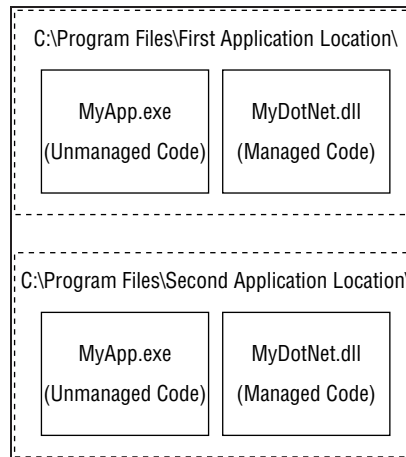 C:\Program Files\First Application Location\
MyApp.exe
(Unmanaged Code)
MyDotNet.dll
(Managed Code)
C:\Program Files\Second Application Location\
MyApp.exe
(Unmanaged Code)
MyDotNet.dll
(Managed Code)